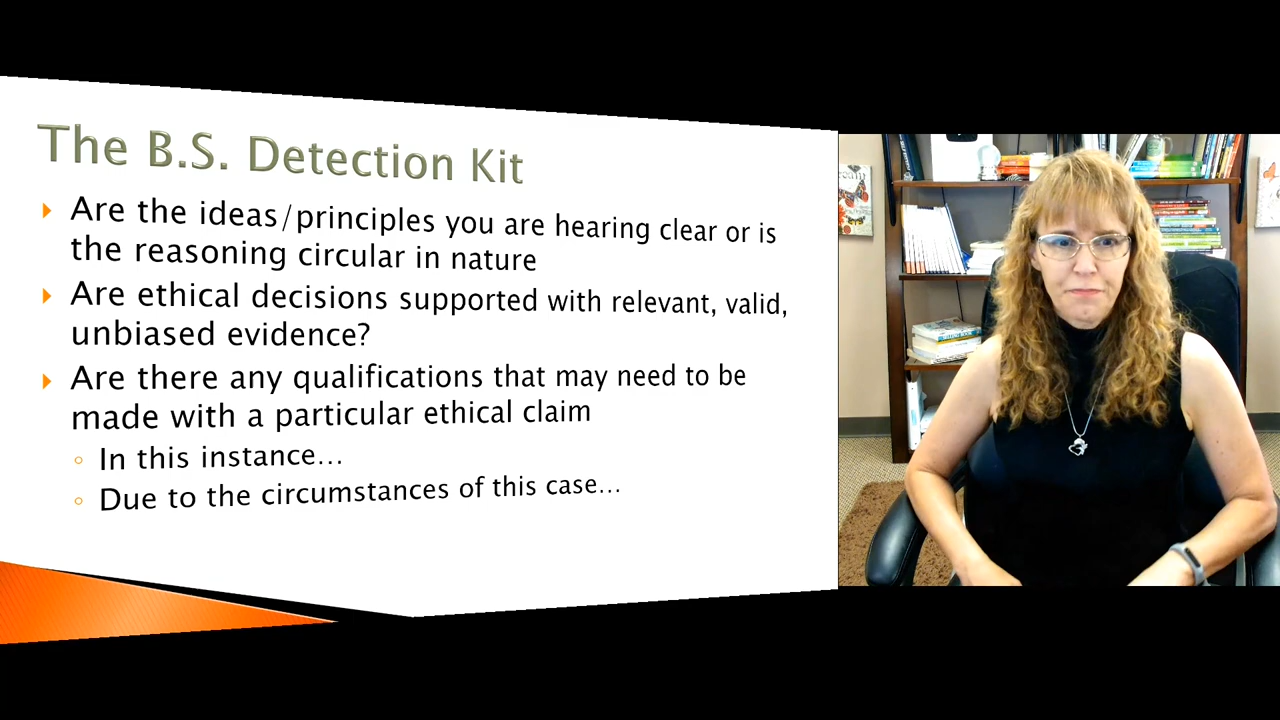 The B.S. Detection Kit
Are the ideas/principles you are hearing clear or is
the reasoning circular in nature
Are ethical decisions supported with relevant, valid,
unbiased evidence?
Are there any qualifications that may need to be
made with a particular ethical claim
In this instance...
Due to the circumstances of this case...